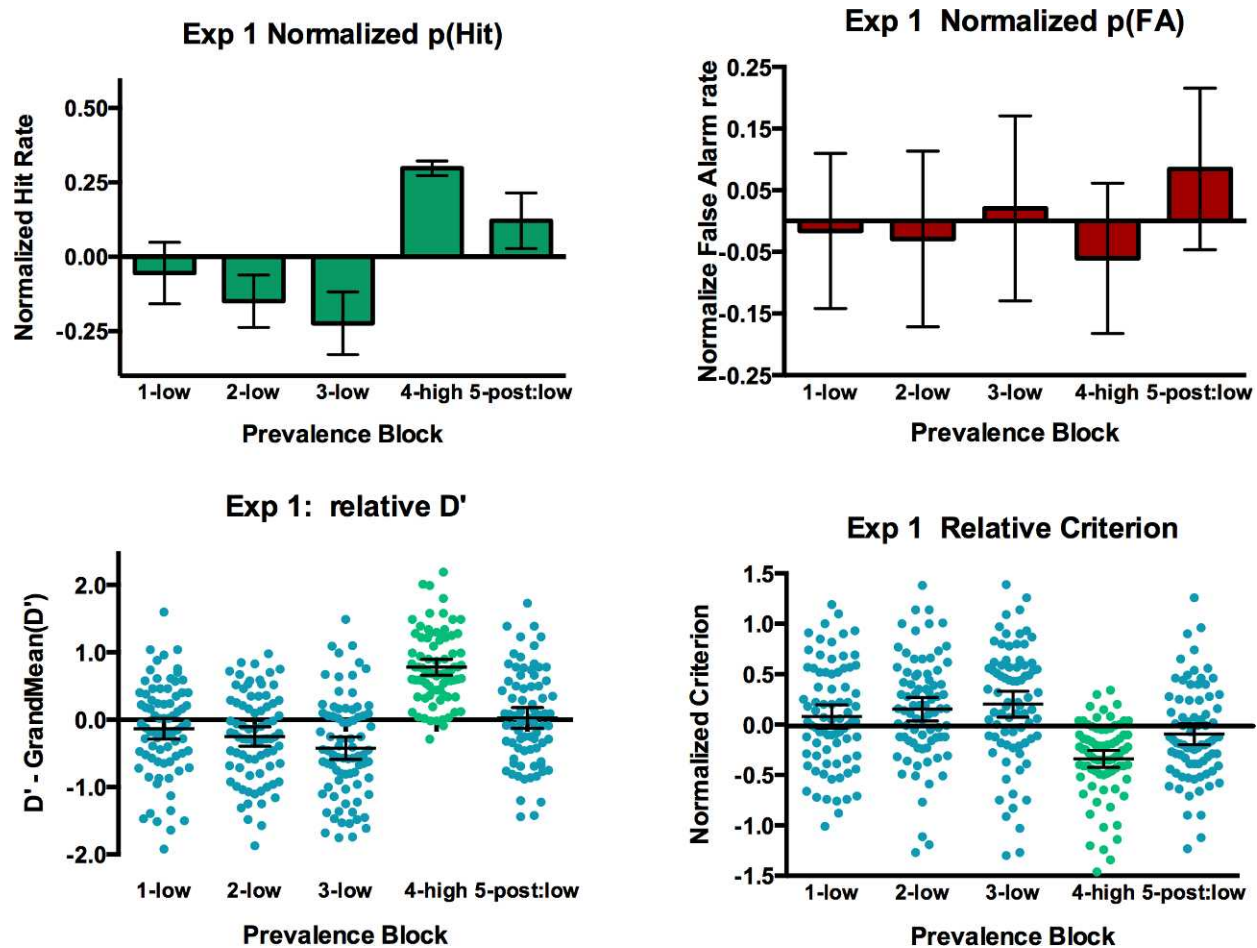 Exp 1 Normalized p(Hit)
Normalized Hit Rate
0.50
0.25
0.00
-0.25
1-low 2-low 3-low 4-high 5-post:low
Prevalence Block
Exp 1 Normalized p(FA)
Normalize False Alarm rate
0.25
0.15
0.05
-0.05
-0.15
-0.25
1-low 2-low 3-low 4-high 5-post:low
Prevalence Block
Exp 1: relative D'
D' - GrandMean(D')
2.0
1.0
0.0
-1.0
-2.0
1-low 2-low 3-low 4-high 5-post:low
Prevalence Block
Exp 1 Relative Criterion
Normalized Criterion
1.5
1.0
0.5
0.0
-0.5
-1.0
-1.5
1-low 2-low 3-low 4-high 5-post:low
Prevalence Block